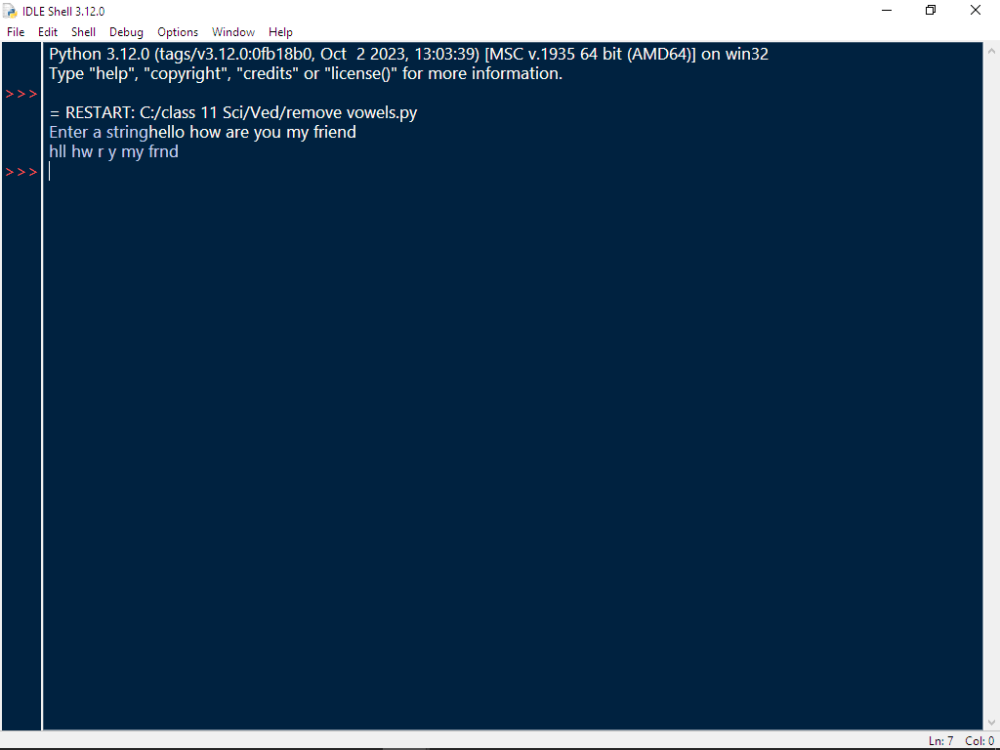 IDLE Shell 3.12.0
File Edit Shell Debug Options Window Help
Python 3.12.0 (tags/v3.12.0:0fb18b0, Oct  2 2023, 13:03:39) [MSC v.1935 64 bit (AMD64)] on win32
Type "help", "copyright", "credits" or "license()" for more information.
>>>
= RESTART: C:/class 11 Sci/Ved/remove vowels.py
Enter a stringhello how are you my friend
hll hw r y my frnd
>>>
Ln: 7 Col: 0